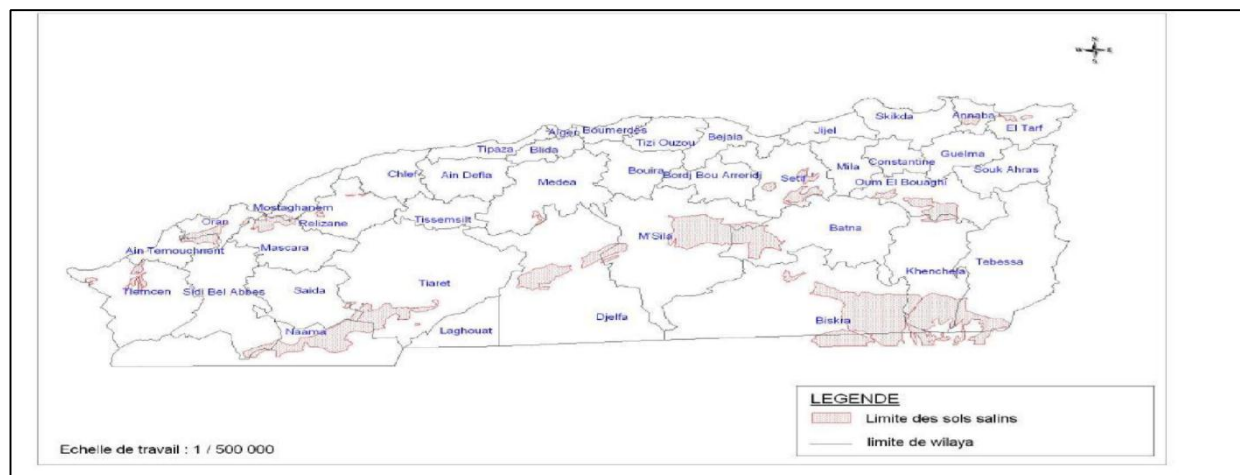 N
W E
S
Skikda
Annaba
El Tarf
Alger
Boumerdes
Jijel
Tizi Ouzou
Bejaia
Tipaza
Blida
Guelma
Constantine
Mila
Souk Ahras
Bouira
Bordj Bou Arreridj
Setif
Oum El Bouaghi
Chlef
Ain Defla
Medea
Mostaghanem
Oran
Relizane
Tissemsilt
Batna
M'Sila
Ain Temouchnent
Mascara
Khenchela
Tebessa
Tlemcen
Sidi Bel Abbes
Saida
Tiaret
Naama
Laghouat
Djelfa
Biskra
LEGENDE
Limite des sols salins
limite de wilaya
Echelle de travail : 1 / 500 000